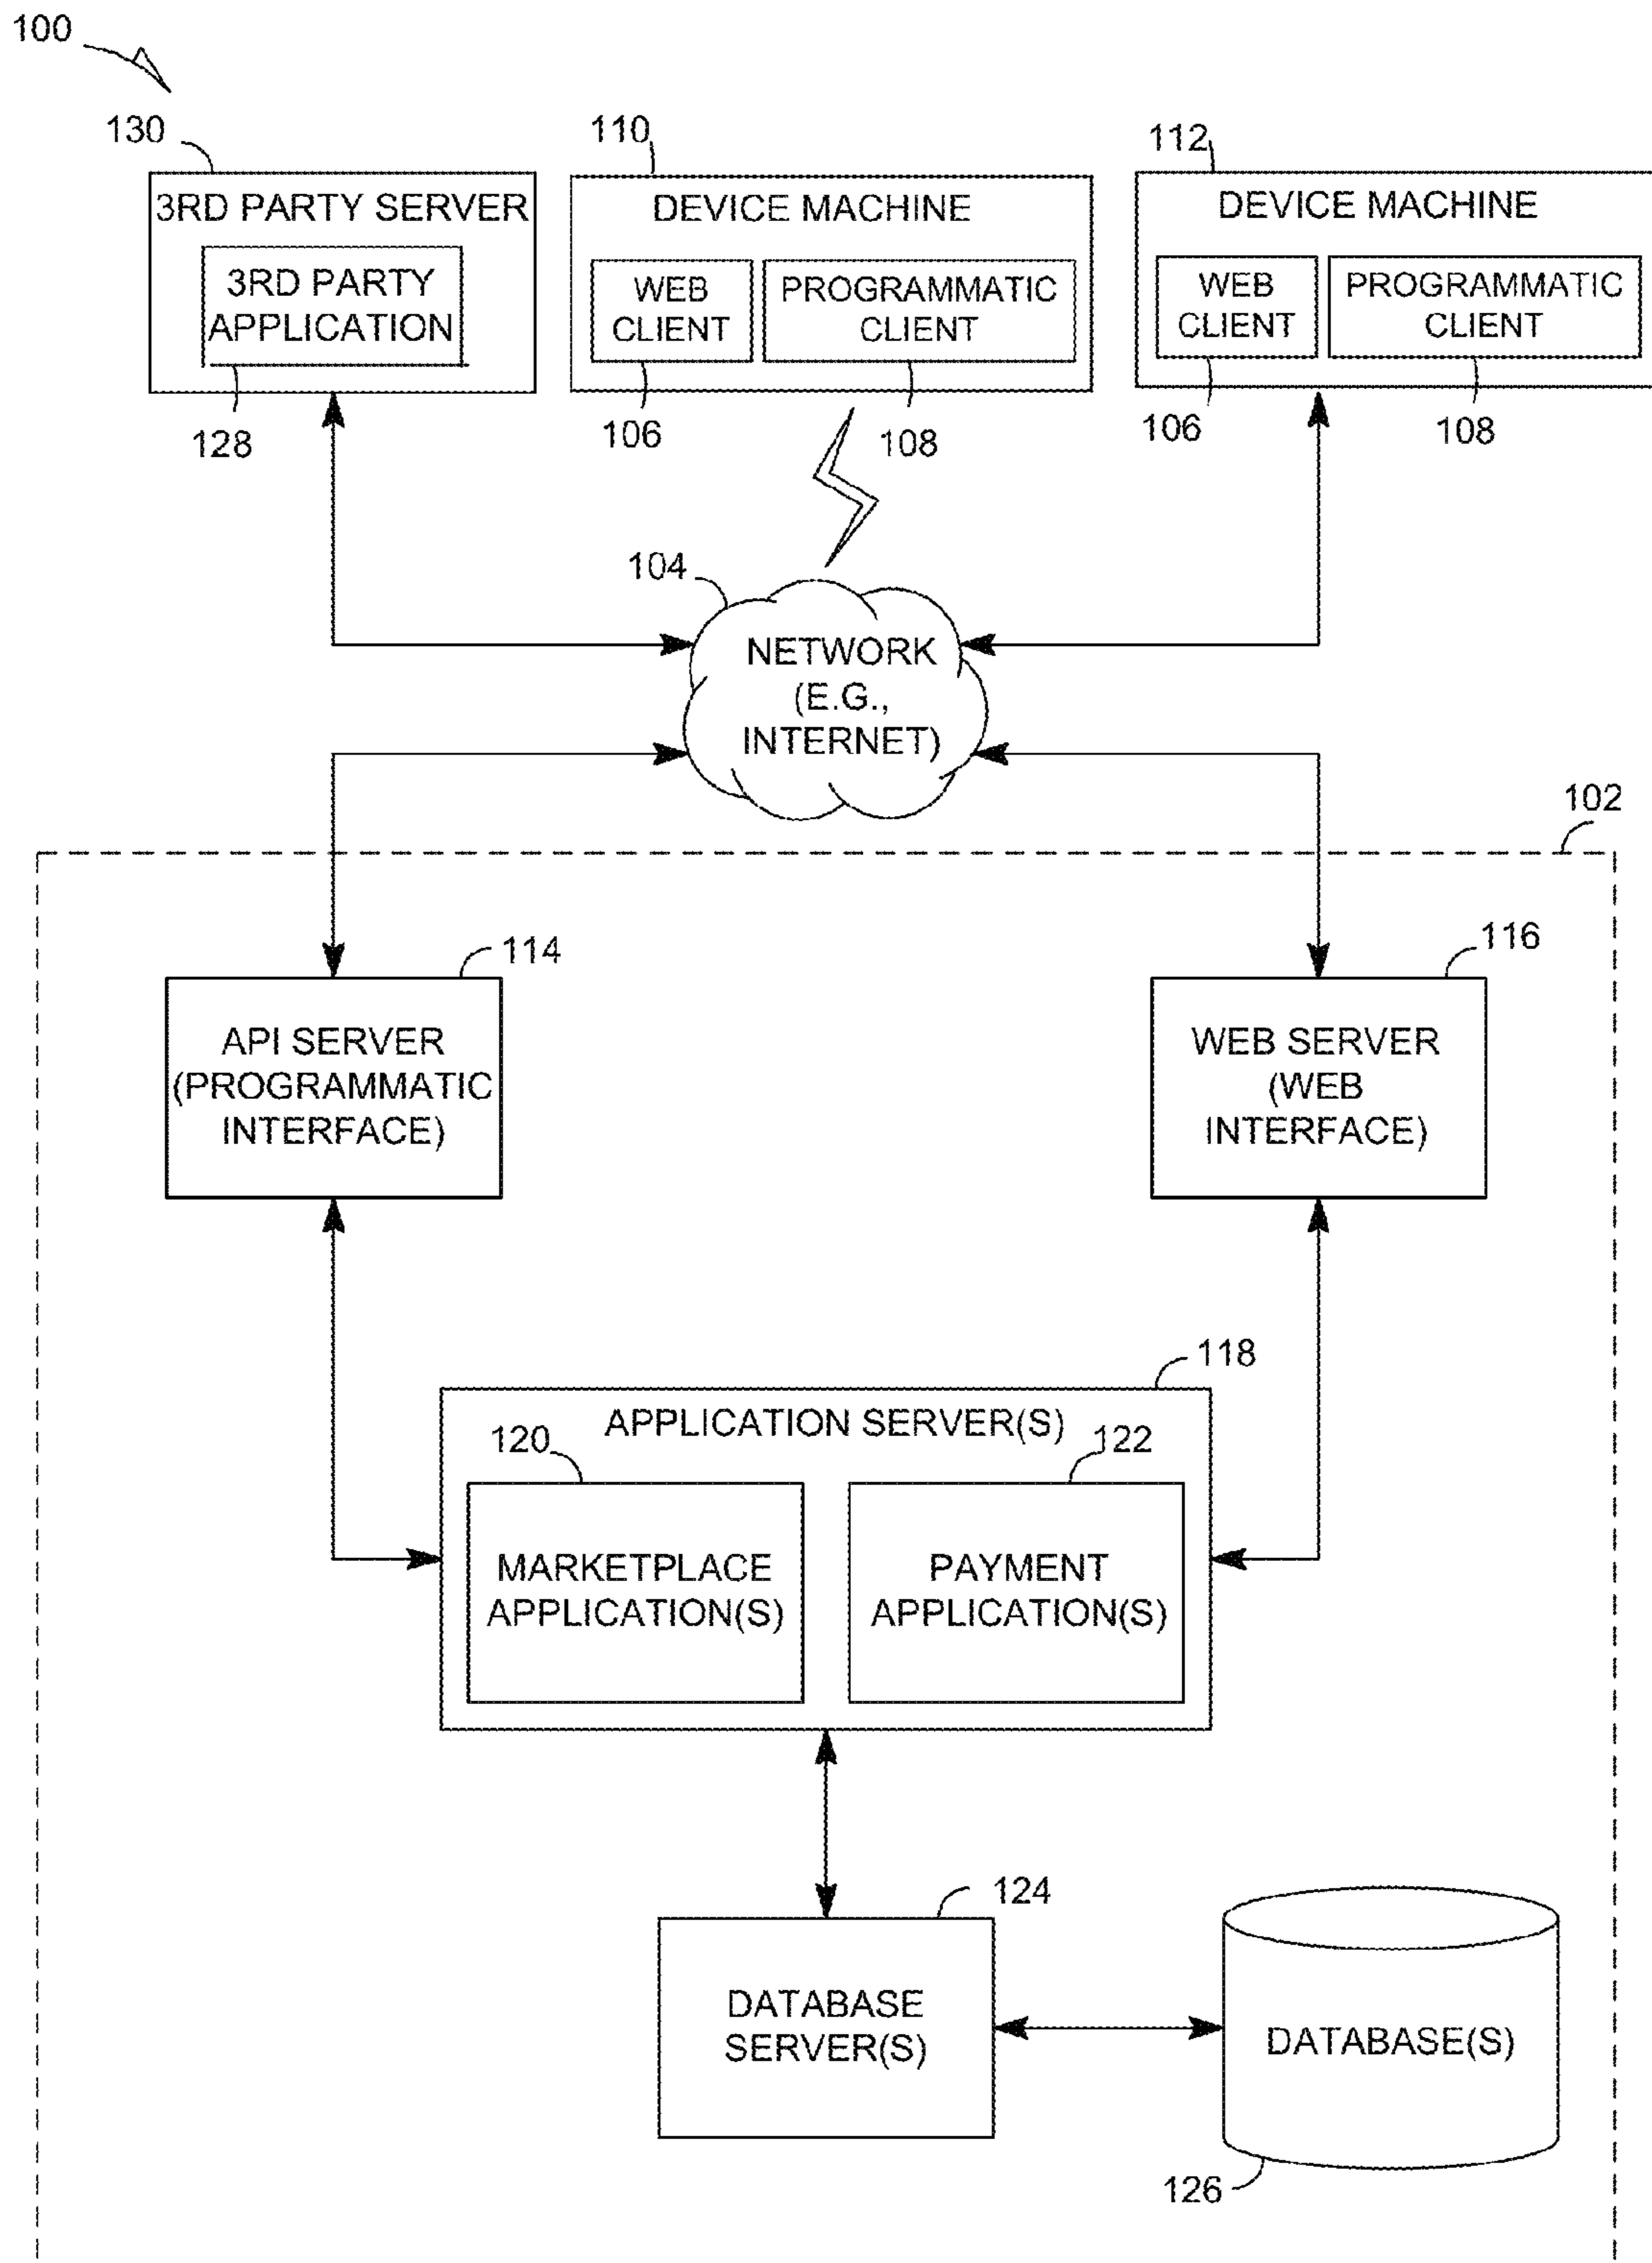 100
130
110
112
3RD PARTY SERVER
3RD PARTY
APPLICATION
128
DEVICE MACHINE
WEB
CLIENT
PROGRAMMATIC
CLIENT
106
108
DEVICE MACHINE
WEB
CLIENT
PROGRAMMATIC
CLIENT
106
108
104
NETWORK
(E.G.,
INTERNET)
102
114
API SERVER
(PROGRAMMATIC
INTERFACE)
116
WEB SERVER
(WEB
INTERFACE)
118
APPLICATION SERVER(S)
120
122
MARKETPLACE
APPLICATION(S)
PAYMENT
APPLICATION(S)
124
DATABASE
SERVER(S)
DATABASE(S)
126